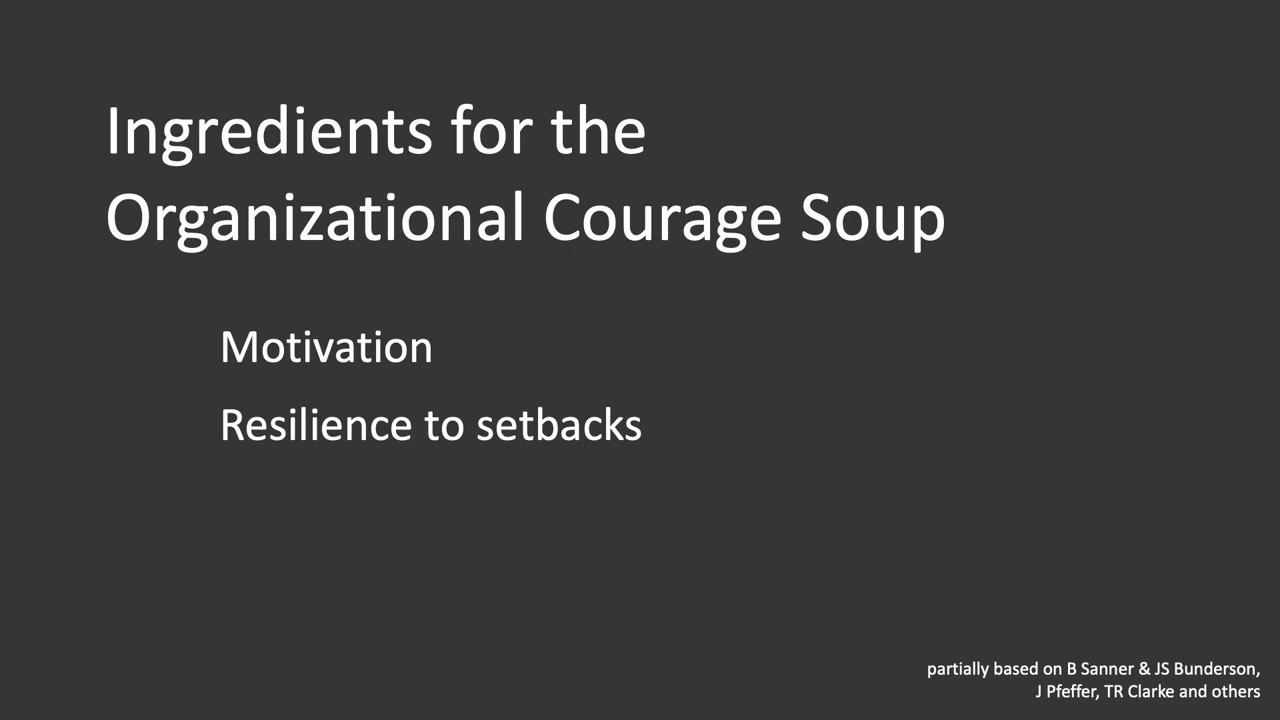 Ingredients for the
Organizational Courage Soup
Motivation
Resilience to setbacks
partially based on B Sanner & JS Bunderson,
J Pfeffer, TR Clarke and others